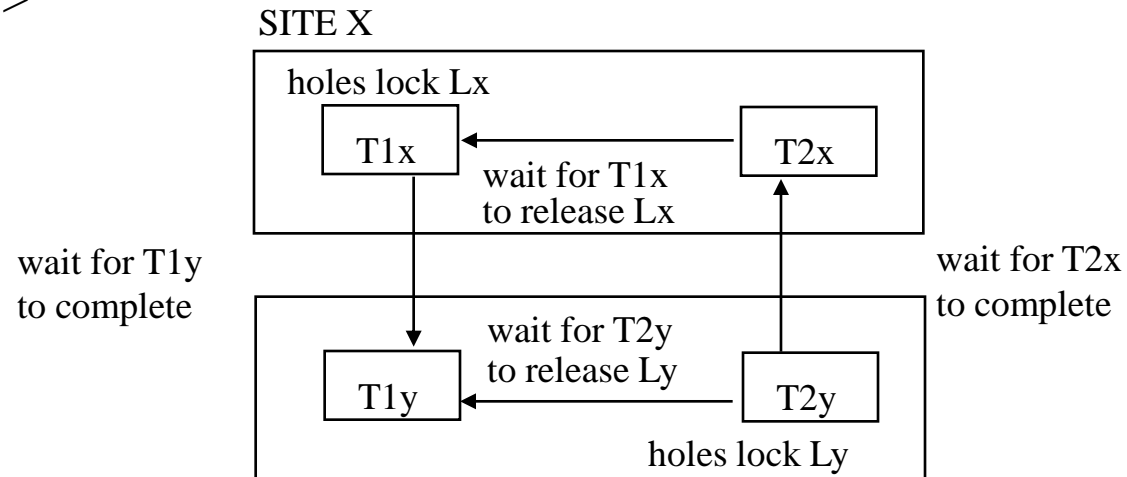 SITE X
holes lock Lx
T1x
T2x
wait for T1x
to release Lx
wait for T1y
to complete
wait for T2x
to complete
wait for T2y
to release Ly
T1y
T2y
holes lock Ly